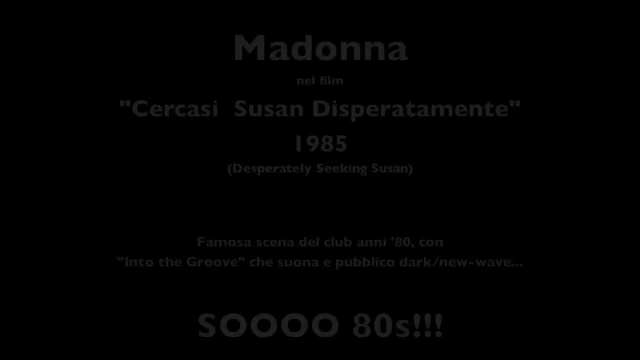 Madonna
nel film
"Cercasi Susan Disperatamente"
1985
(Desperately Seeking Susan)
Famosa scena del club anni '80, con
"Into the Groove" che suona e pubblico dark/new-wave...
SOOOO 80s!!!